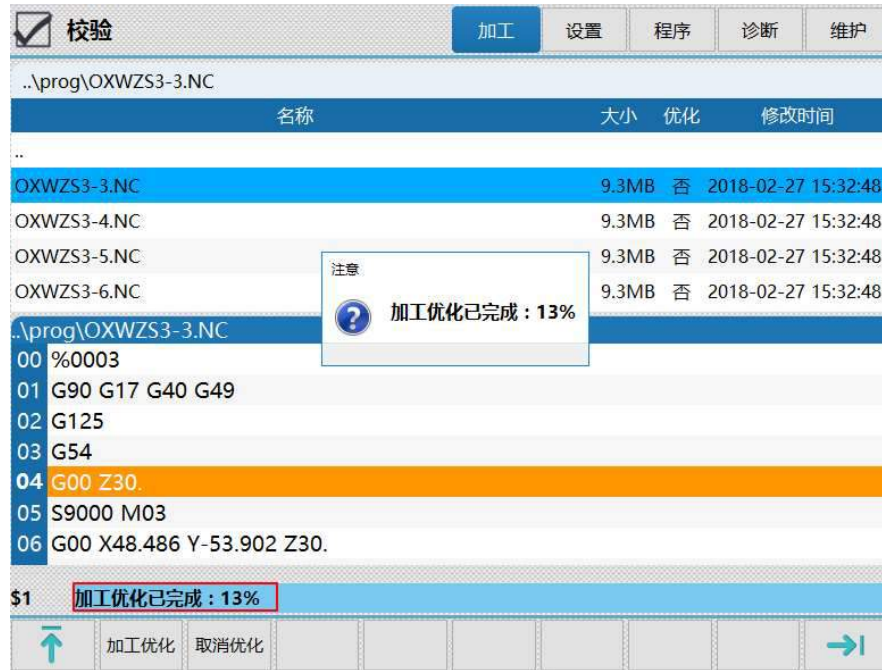 校验 加工 设置 程序 诊断 维护
..\prog\OXWZS3-3.NC
名称 大小 优化 修改时间
..
OXWZS3-3.NC 9.3MB 否 2018-02-27 15:32:48
OXWZS3-4.NC 9.3MB 否 2018-02-27 15:32:48
OXWZS3-5.NC 9.3MB 否 2018-02-27 15:32:48
OXWZS3-6.NC 9.3MB 否 2018-02-27 15:32:48
注意
加工优化已完成：13%
..\prog\OXWZS3-3.NC
00 %0003
01 G90 G17 G40 G49
02 G125
03 G54
04 G00 Z30.
05 S9000 M03
06 G00 X48.486 Y-53.902 Z30.
$1 加工优化已完成：13%
加工优化 取消优化